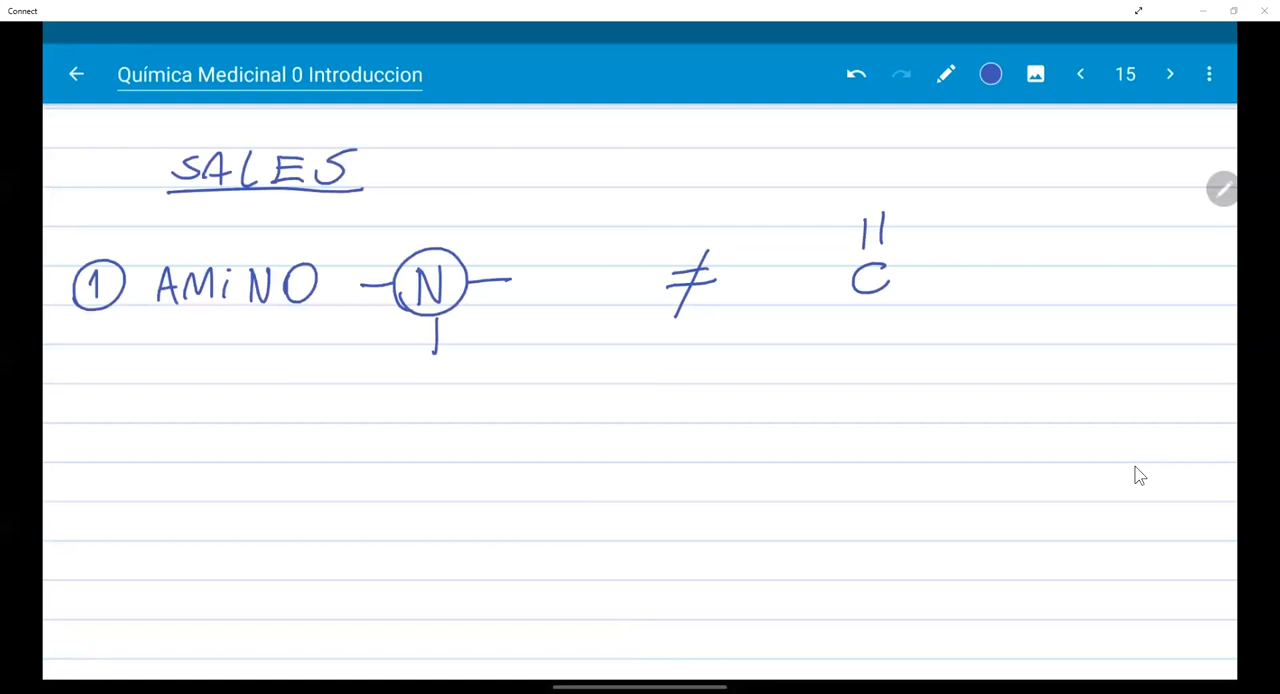 Connect
Química Medicinal 0 Introduccion
15
SALES
① AMiNO –N– ≠ C